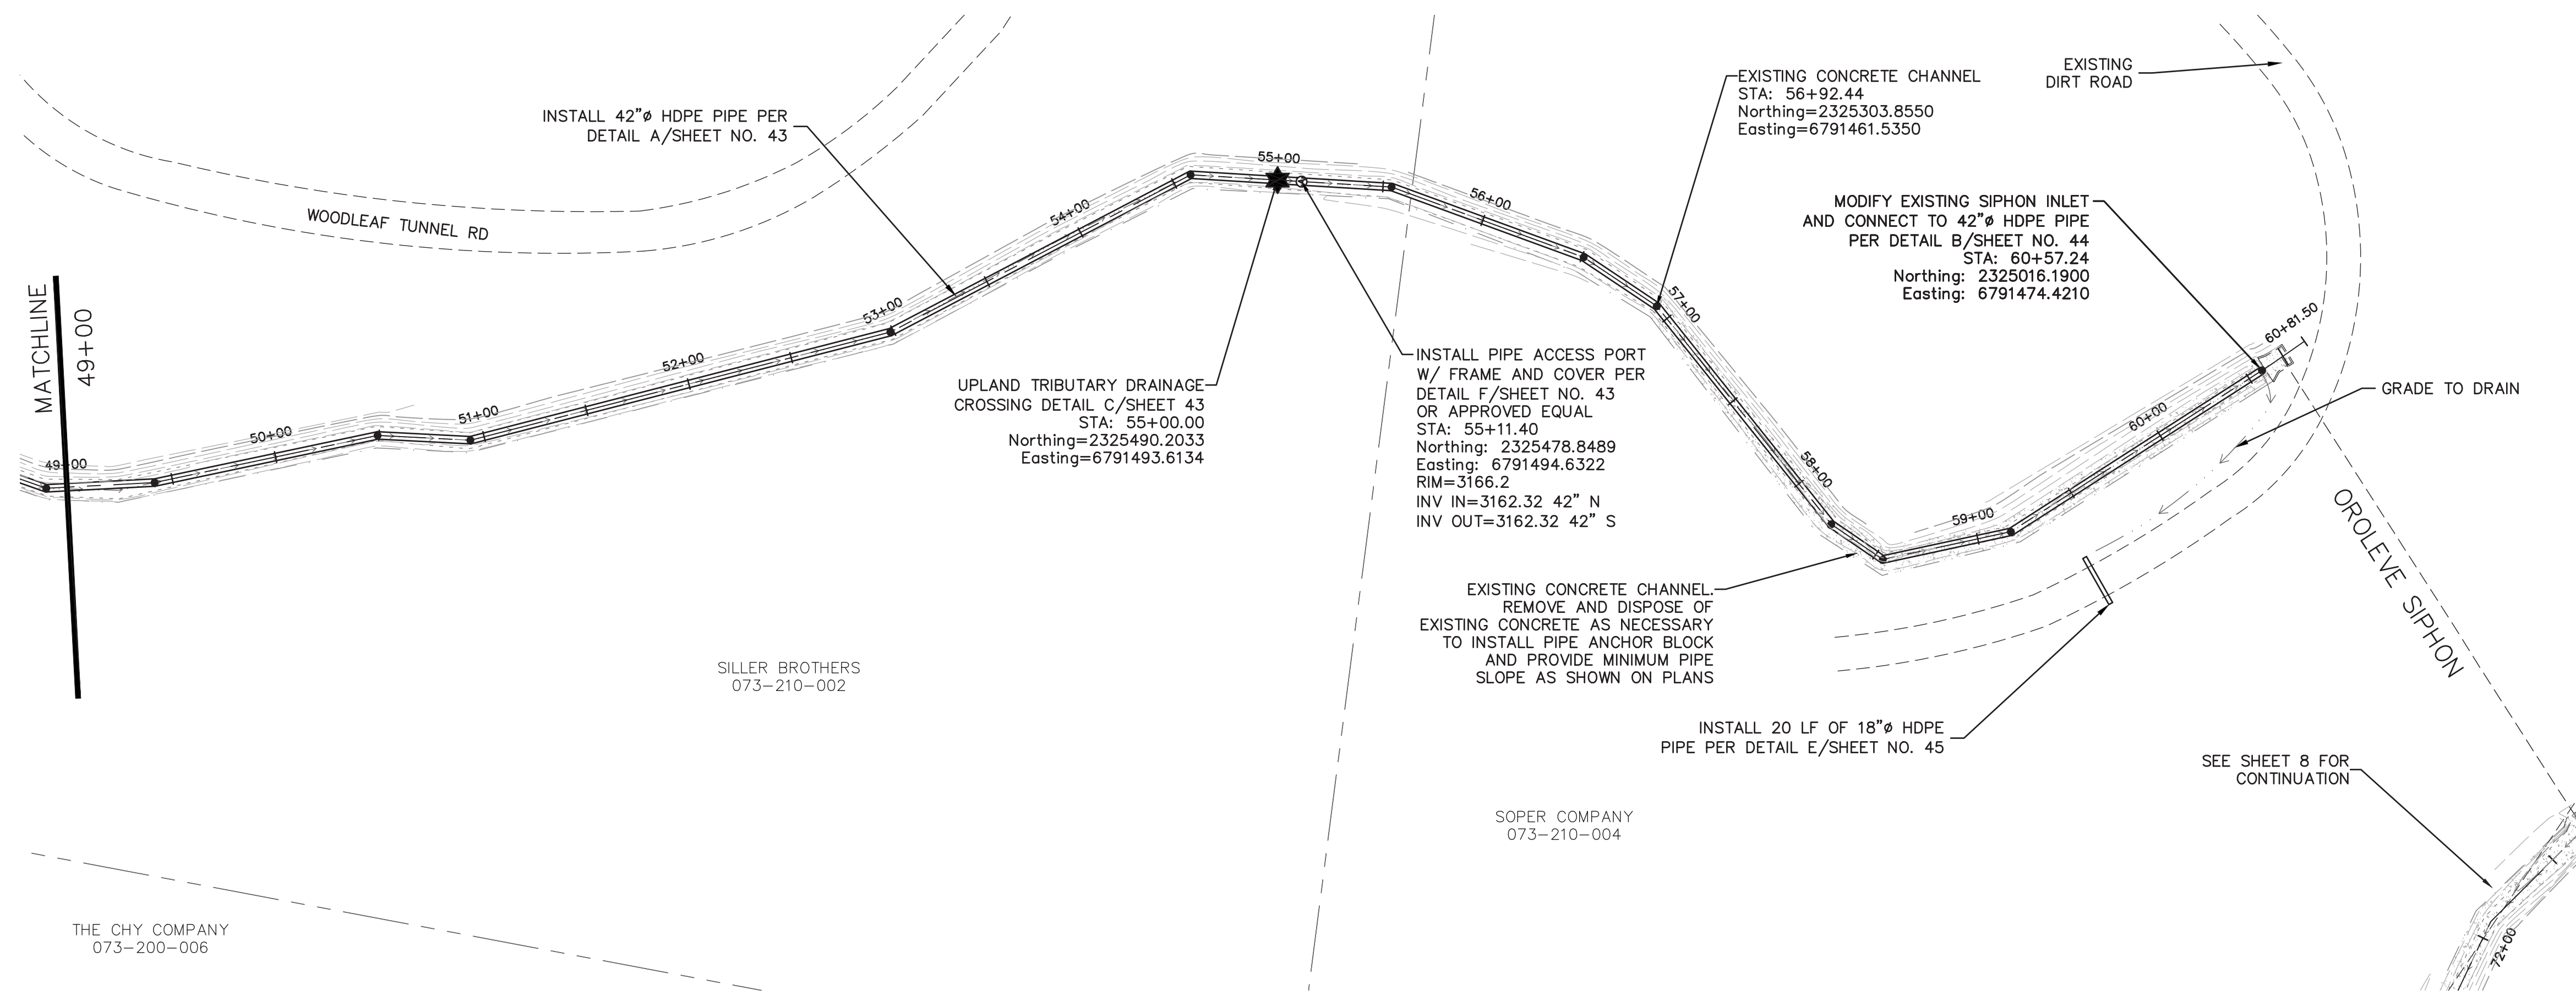 INSTALL 42"ø HDPE PIPE PER
DETAIL A/SHEET NO. 43
WOODLEAF TUNNEL RD
MATCHLINE
49+00
49+00
50+00
51+00
52+00
53+00
54+00
55+00
56+00
57+00
58+00
59+00
60+00
60+81.50
EXISTING CONCRETE CHANNEL
STA: 56+92.44
Northing=2325303.8550
Easting=6791461.5350
EXISTING
DIRT ROAD
MODIFY EXISTING SIPHON INLET
AND CONNECT TO 42"ø HDPE PIPE
PER DETAIL B/SHEET NO. 44
STA: 60+57.24
Northing: 2325016.1900
Easting: 6791474.4210
UPLAND TRIBUTARY DRAINAGE
CROSSING DETAIL C/SHEET 43
STA: 55+00.00
Northing=2325490.2033
Easting=6791493.6134
INSTALL PIPE ACCESS PORT
W/ FRAME AND COVER PER
DETAIL F/SHEET NO. 43
OR APPROVED EQUAL
STA: 55+11.40
Northing: 2325478.8489
Easting: 6791494.6322
RIM=3166.2
INV IN=3162.32 42" N
INV OUT=3162.32 42" S
GRADE TO DRAIN
OROLEVE SIPHON
EXISTING CONCRETE CHANNEL.
REMOVE AND DISPOSE OF
EXISTING CONCRETE AS NECESSARY
TO INSTALL PIPE ANCHOR BLOCK
AND PROVIDE MINIMUM PIPE
SLOPE AS SHOWN ON PLANS
INSTALL 20 LF OF 18"ø HDPE
PIPE PER DETAIL E/SHEET NO. 45
SEE SHEET 8 FOR
CONTINUATION
SILLER BROTHERS
073-210-002
SOPER COMPANY
073-210-004
THE CHY COMPANY
073-200-006
72+00